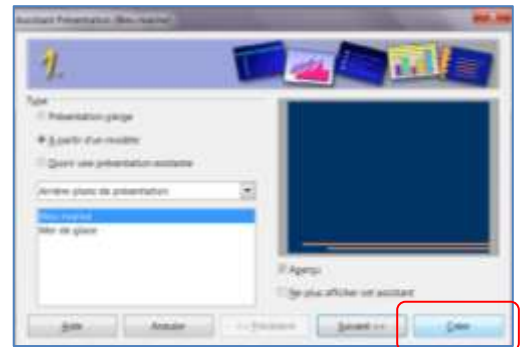 Assistant Présentation (Bleu marine)
1.
Type
Présentation vierge
À partir d'un modèle
Ouvrir une présentation existante
Arrière-plans de présentation
Bleu marine
Mer de glace
Aperçu
Ne plus afficher cet assistant
Aide
Annuler
<< Précédent
Suivant >>
Créer